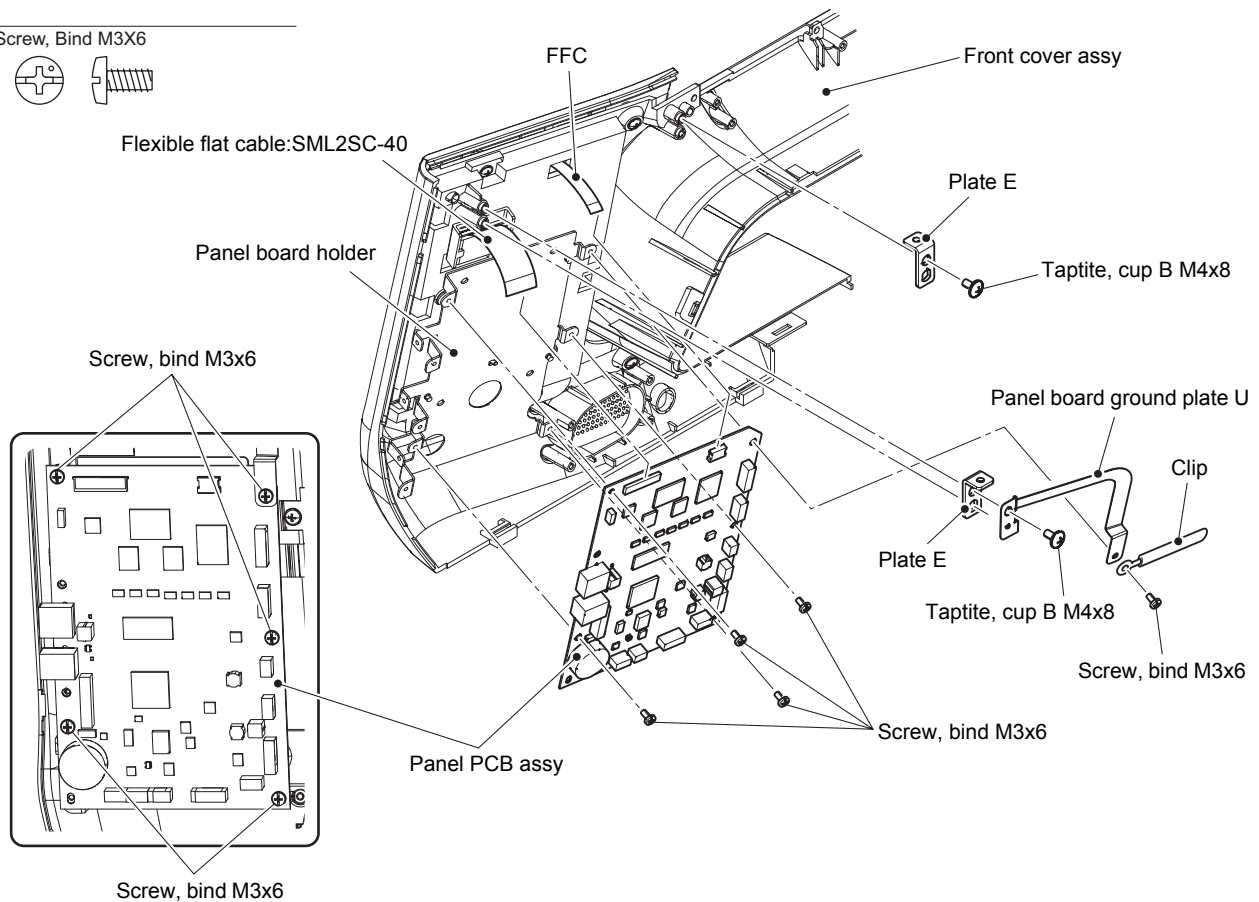 Screw, Bind M3X6
FFC
Front cover assy
Flexible flat cable:SML2SC-40
Plate E
Panel board holder
Taptite, cup B M4x8
Screw, bind M3x6
Panel board ground plate U
Clip
Plate E
Taptite, cup B M4x8
Screw, bind M3x6
Screw, bind M3x6
Panel PCB assy
Screw, bind M3x6